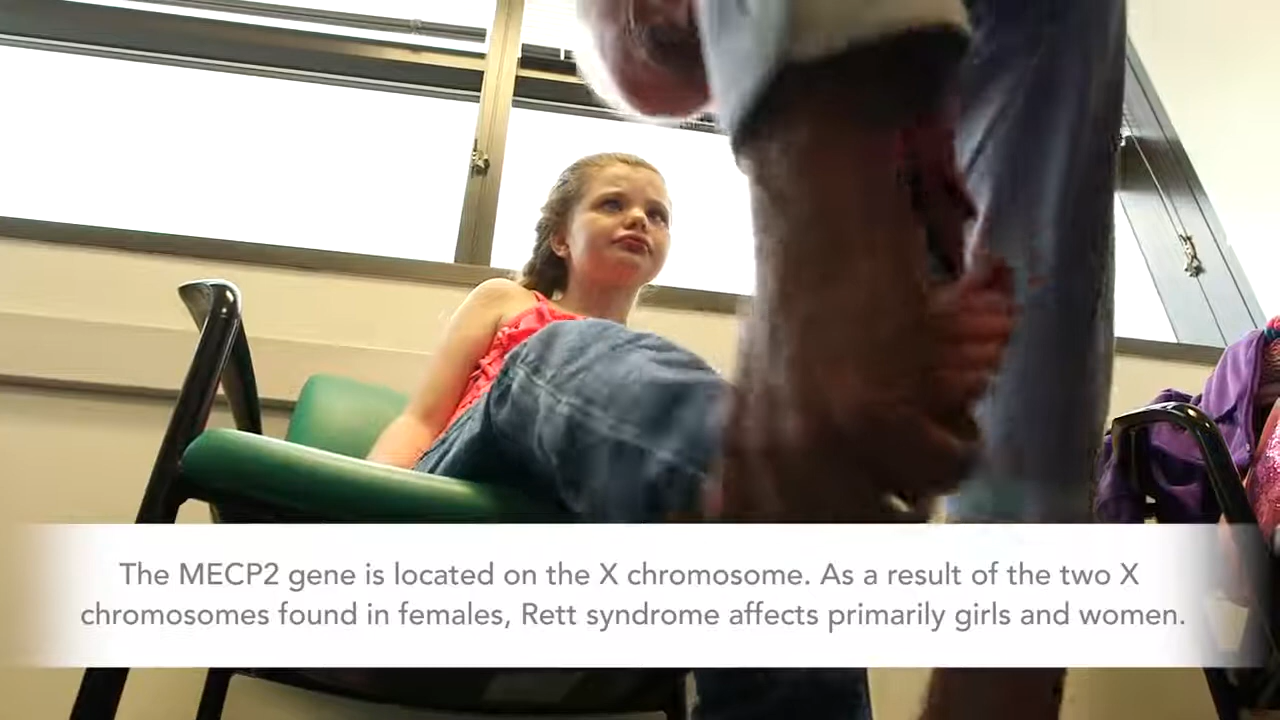 The MECP2 gene is located on the X chromosome. As a result of the two X
chromosomes found in females, Rett syndrome affects primarily girls and women.